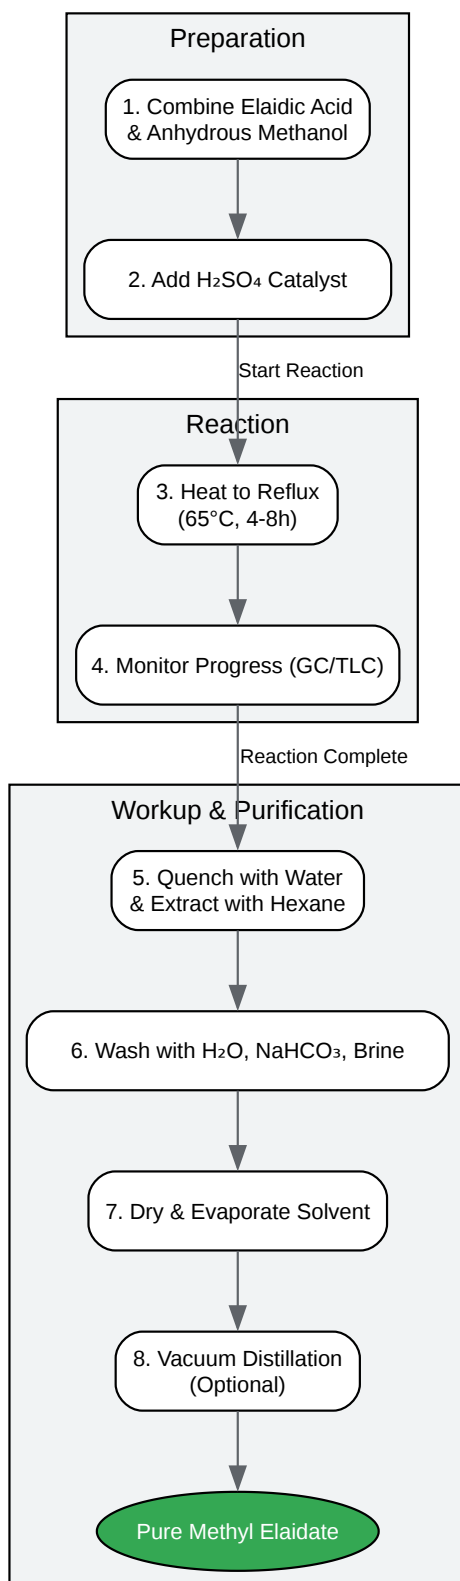 Preparation
1. Combine Elaidic Acid
& Anhydrous Methanol
2. Add H₂SO₄ Catalyst
Start Reaction
Reaction
3. Heat to Reflux
(65°C, 4-8h)
4. Monitor Progress (GC/TLC)
Reaction Complete
Workup & Purification
5. Quench with Water
& Extract with Hexane
6. Wash with H₂O, NaHCO₃, Brine
7. Dry & Evaporate Solvent
8. Vacuum Distillation
(Optional)
Pure Methyl Elaidate